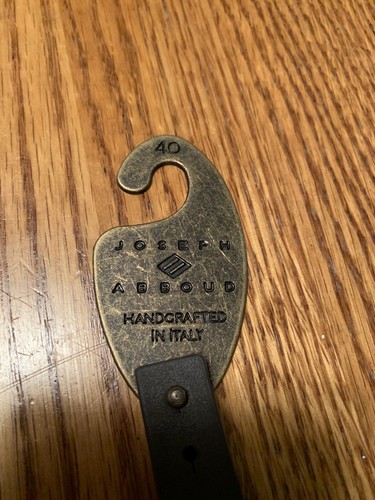 40
JOSEPH
ABBOUD
HANDCRAFTED
IN ITALY